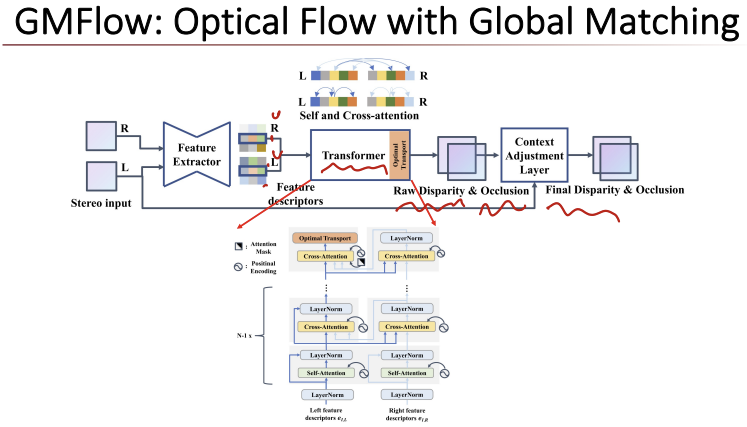 GMFlow: Optical Flow with Global Matching
L R
L R
Self and Cross-attention
R
L
Stereo input
Feature
Extractor
R
L
Feature
descriptors
Transformer
Optimal
Transport
Raw Disparity & Occlusion
Context
Adjustment
Layer
Final Disparity & Occlusion
: Attention
Mask
: Positinal
Encoding
Optimal Transport LayerNorm
Cross-Attention Cross-Attention
... ...
N-1 x
LayerNorm LayerNorm
Cross-Attention Cross-Attention
LayerNorm LayerNorm
Self-Attention Self-Attention
LayerNorm LayerNorm
Left feature Right feature
descriptors e_{I,L} descriptors e_{I,R}